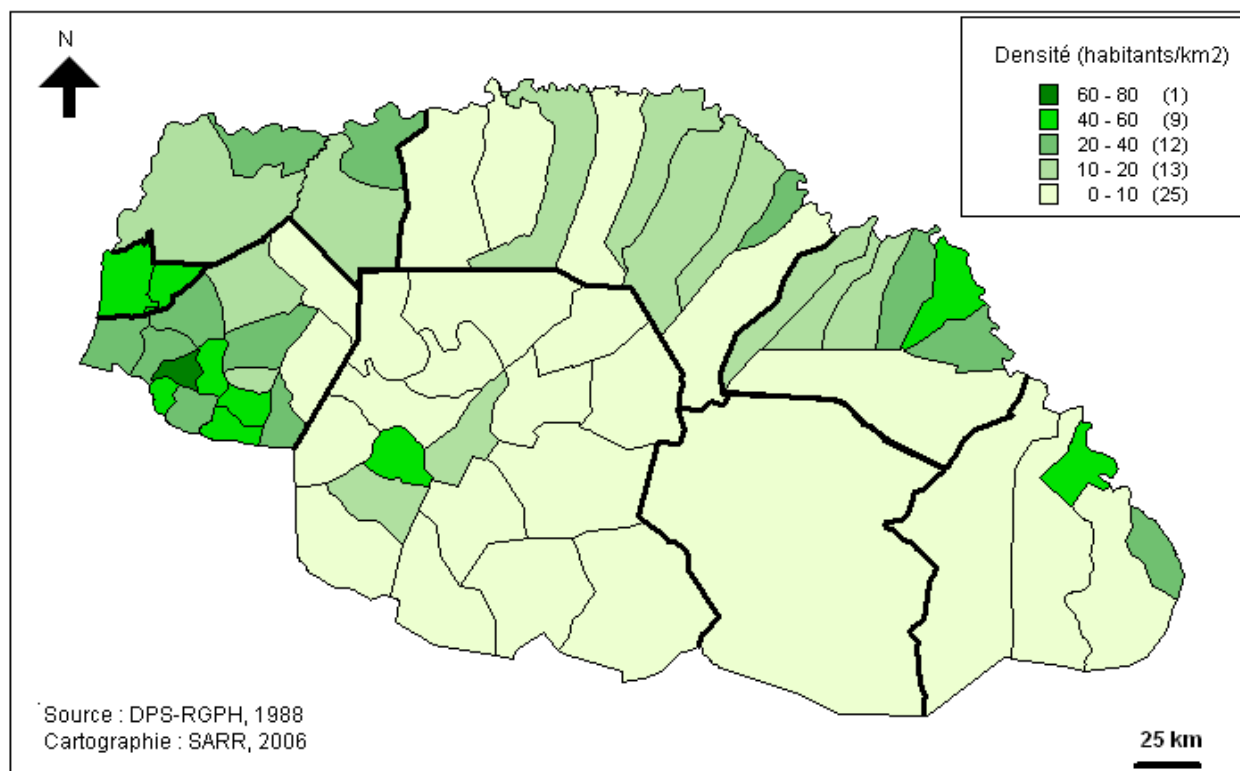 N
Densité (habitants/km2)
60 - 80 (1)
40 - 60 (9)
20 - 40 (12)
10 - 20 (13)
0 - 10 (25)
Source : DPS-RGPH, 1988
Cartographie : SARR, 2006
25 km